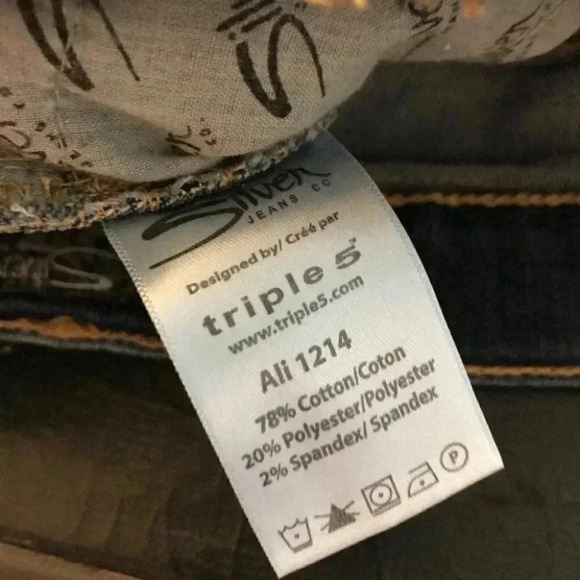 Silver
JEANS CO
Designed by/ Créé par
triple 5™
www.triple5.com
Ali 1214
78% Cotton/Coton
20% Polyester/Polyester
2% Spandex/ Spandex
P